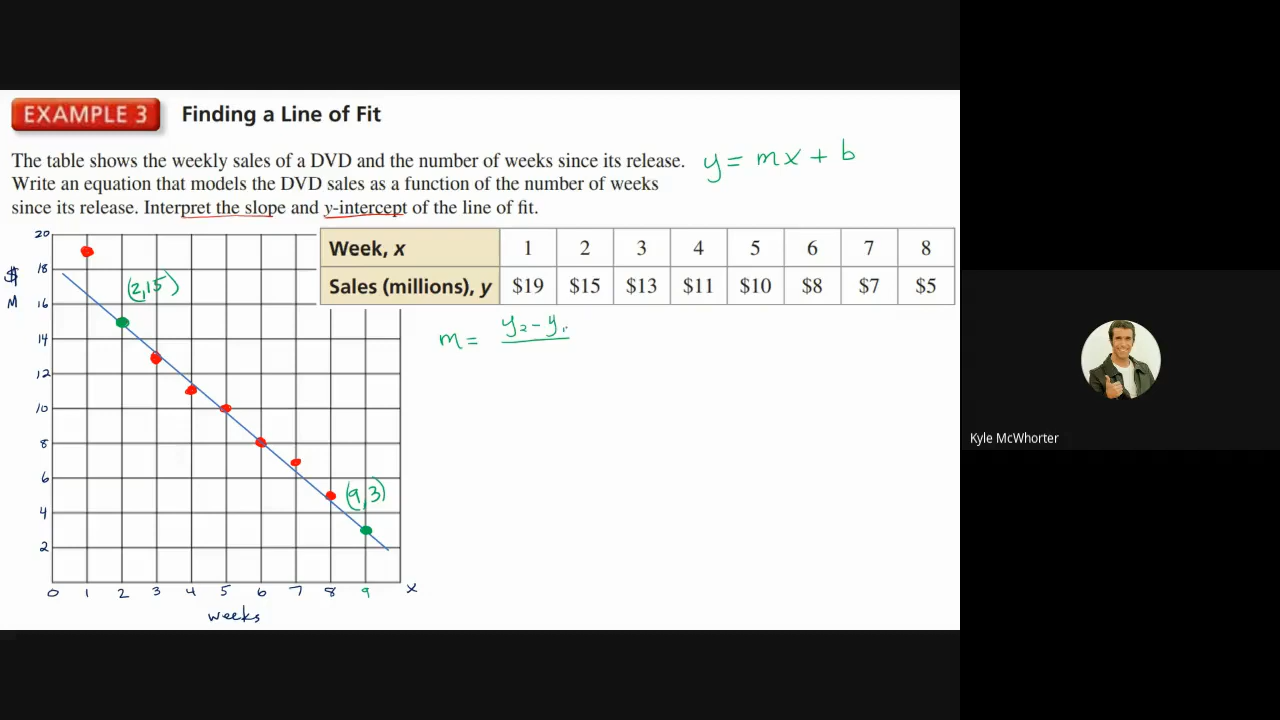 EXAMPLE 3 Finding a Line of Fit
The table shows the weekly sales of a DVD and the number of weeks since its release.
y = mx + b
Write an equation that models the DVD sales as a function of the number of weeks
since its release. Interpret the slope and y-intercept of the line of fit.
Week, x 1 2 3 4 5 6 7 8
Sales (millions), y $19 $15 $13 $11 $10 $8 $7 $5
20
18
$
M
16
14
12
10
8
6
4
2
(2,15)
(9,3)
0 1 2 3 4 5 6 7 8 9 x
weeks
m = y₂ - y₁
Kyle McWhorter